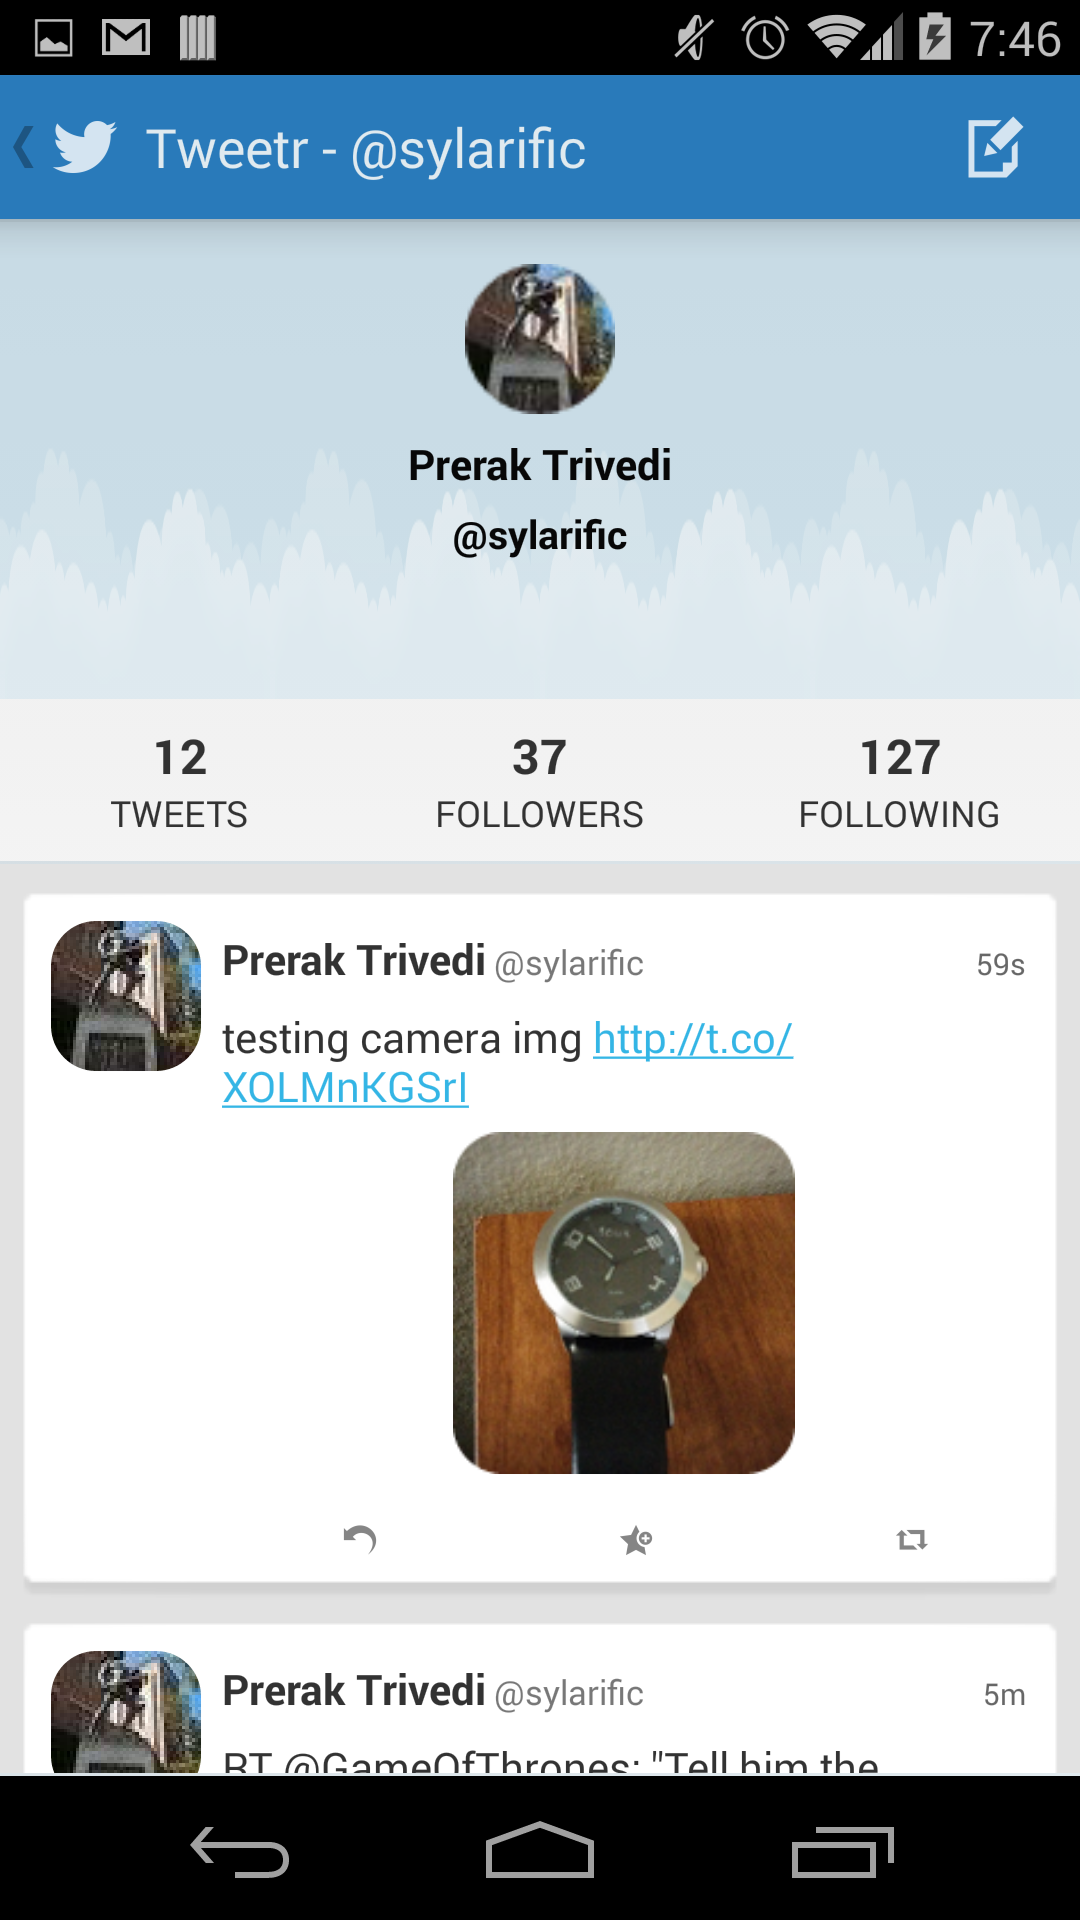 7:46
Tweetr - @sylarific
Prerak Trivedi
@sylarific
12 37 127
TWEETS FOLLOWERS FOLLOWING
Prerak Trivedi @sylarific 59s
testing camera img http://t.co/
XOLMnKGSrI
Prerak Trivedi @sylarific 5m
RT @GameOfThrones: "Tell him the